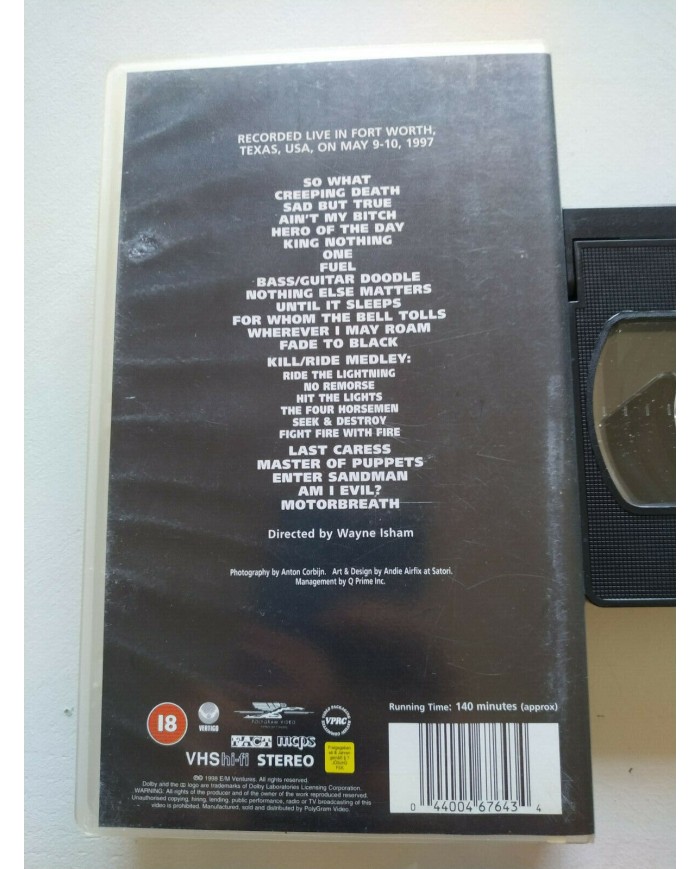 RECORDED LIVE IN FORT WORTH,
TEXAS, USA, ON MAY 9-10, 1997
SO WHAT
CREEPING DEATH
SAD BUT TRUE
AIN'T MY BITCH
HERO OF THE DAY
KING NOTHING
ONE
FUEL
BASS/GUITAR DOODLE
NOTHING ELSE MATTERS
UNTIL IT SLEEPS
FOR WHOM THE BELL TOLLS
WHEREVER I MAY ROAM
FADE TO BLACK
KILL/RIDE MEDLEY:
RIDE THE LIGHTNING
NO REMORSE
HIT THE LIGHTS
THE FOUR HORSEMEN
SEEK & DESTROY
FIGHT FIRE WITH FIRE
LAST CARESS
MASTER OF PUPPETS
ENTER SANDMAN
AM I EVIL?
MOTORBREATH
Directed by Wayne Isham
Photography by Anton Corbijn. Art & Design by Andie Airfix at Satori.
Management by Q Prime Inc.
Running Time: 140 minutes (approx)
18
VERTIGO
POLYGRAM VIDEO
VPRC
FACT mcps
VHS hi-fi STEREO
℗© 1998 E/M Ventures. All rights reserved.
Dolby and the DD logo are trademarks of Dolby Laboratories Licensing Corporation.
WARNING: All rights of the producer and of the owner of the work reproduced reserved.
Unauthorised copying, hiring, lending, public performance, radio or TV broadcasting of this
video is prohibited. Manufactured, sold and distributed by PolyGram Video.
0 44004 67643 4